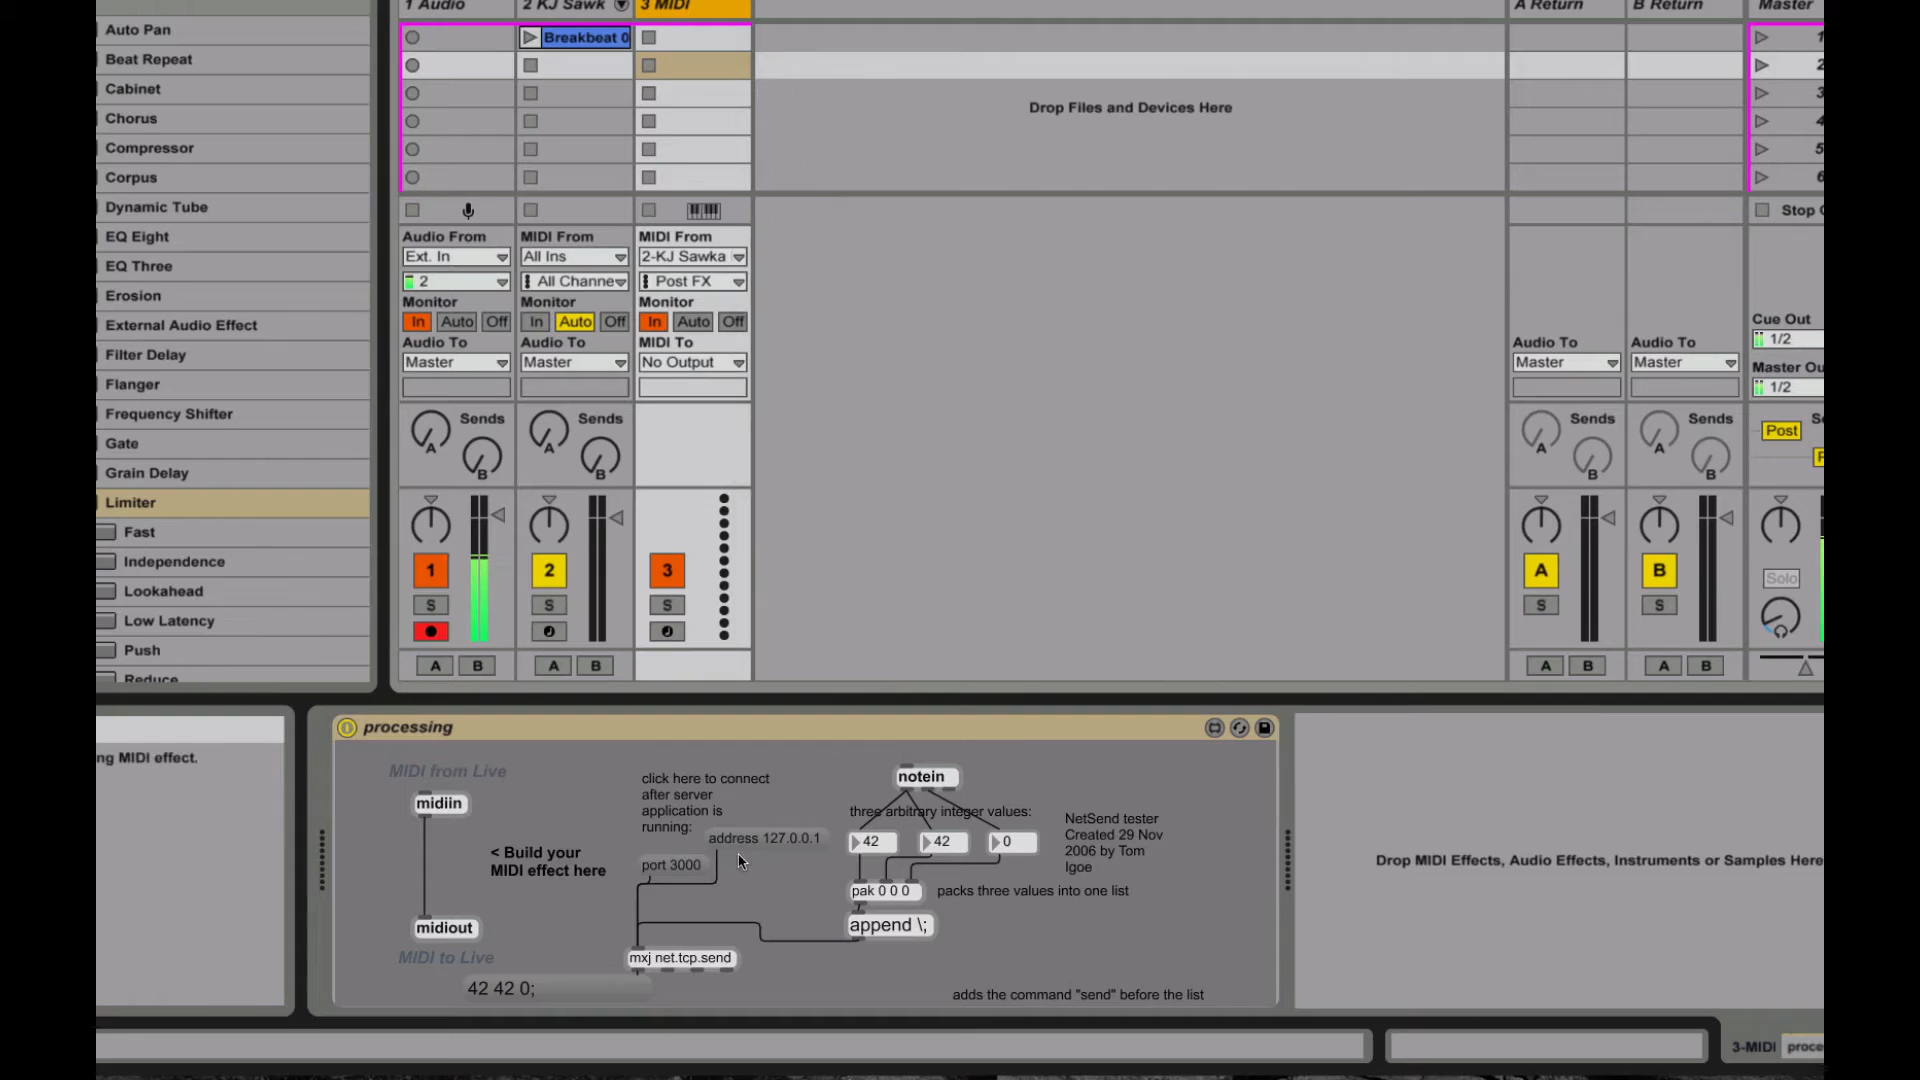 1 Audio
2 KJ Sawk
3 MIDI
A Return
B Return
Master
Auto Pan
Beat Repeat
Cabinet
Chorus
Compressor
Corpus
Dynamic Tube
EQ Eight
EQ Three
Erosion
External Audio Effect
Filter Delay
Flanger
Frequency Shifter
Gate
Grain Delay
Limiter
Fast
Independence
Lookahead
Low Latency
Push
Reduce
Breakbeat 0
Drop Files and Devices Here
1
2
3
4
5
6
Stop
Audio From
MIDI From
MIDI From
Ext. In
All Ins
2-KJ Sawka
2
All Channe
Post FX
Monitor
Monitor
Monitor
In Auto Off
In Auto Off
In Auto Off
Audio To
Audio To
MIDI To
Master
Master
No Output
Audio To
Audio To
Master
Master
Cue Out
1/2
Master Ou
1/2
Sends
A
B
Sends
A
B
Sends
A
B
Sends
A
B
Post
1
2
3
A
B
Solo
S
S
S
S
S
A B
A B
A B
A B
ng MIDI effect.
processing
MIDI from Live
midiin
< Build your
MIDI effect here
midiout
MIDI to Live
42 42 0;
click here to connect
after server
application is
running:
address 127.0.0.1
port 3000
mxj net.tcp.send
notein
three arbitrary integer values:
42
42
0
pak 0 0 0
packs three values into one list
append \;
NetSend tester
Created 29 Nov
2006 by Tom
Igoe
adds the command "send" before the list
Drop MIDI Effects, Audio Effects, Instruments or Samples Here
3-MIDI
proce